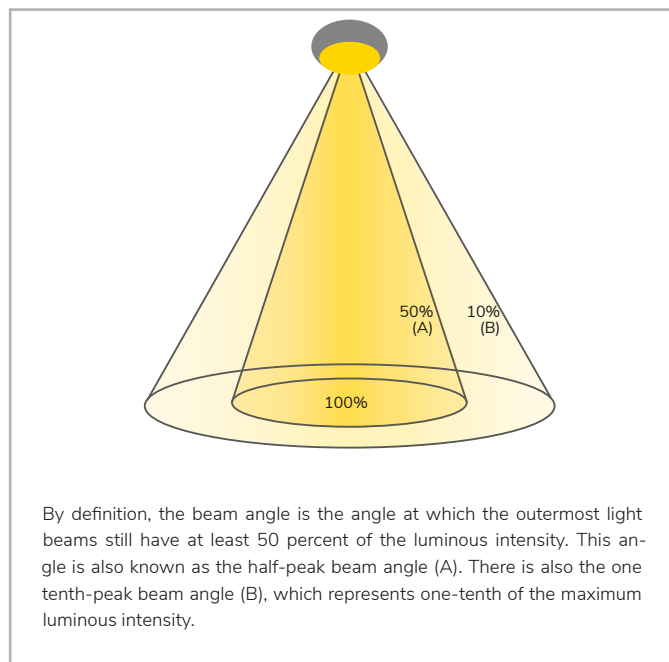 50%
(A)
10%
(B)
100%
By definition, the beam angle is the angle at which the outermost light
beams still have at least 50 percent of the luminous intensity. This an-
gle is also known as the half-peak beam angle (A). There is also the one
tenth-peak beam angle (B), which represents one-tenth of the maximum
luminous intensity.